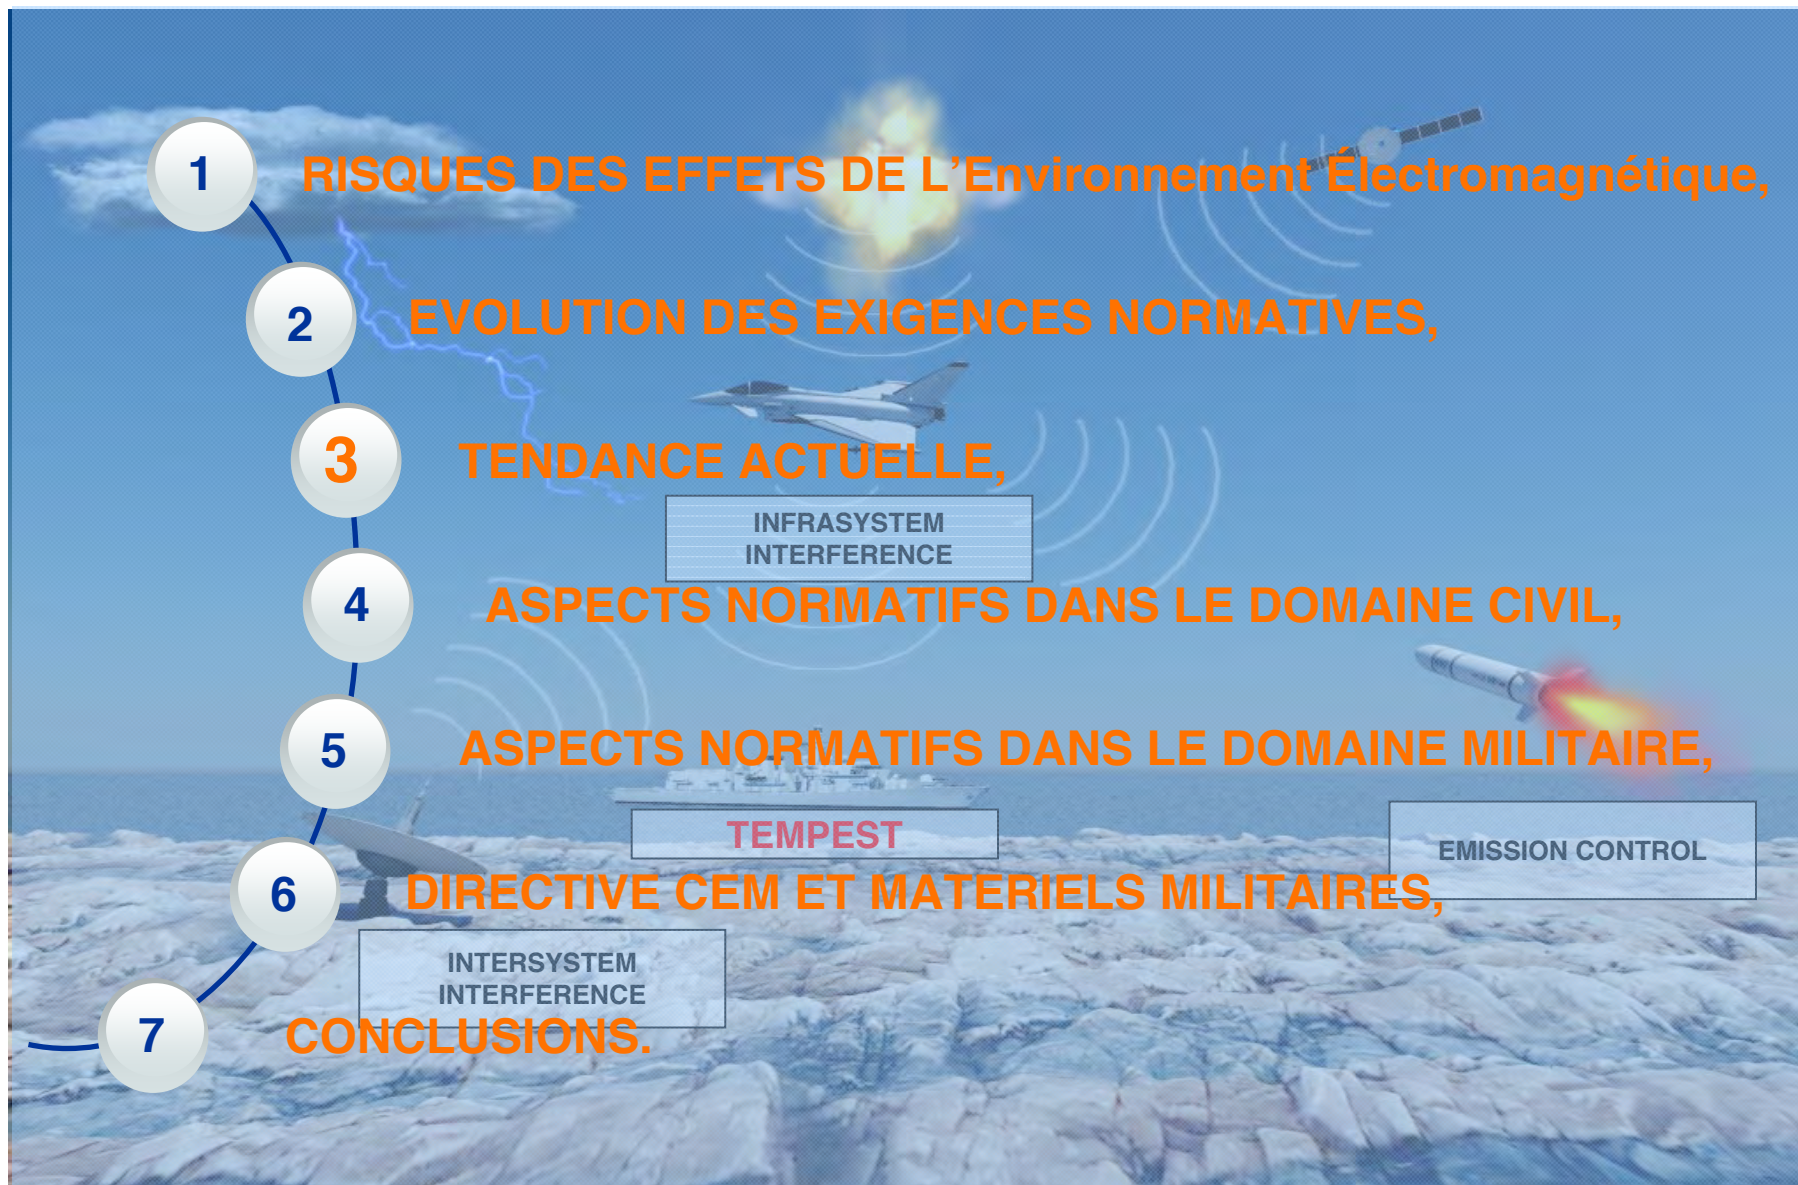 1 RISQUES DES EFFETS DE L’Environnement Électromagnétique,
2 EVOLUTION DES EXIGENCES NORMATIVES,
3 TENDANCE ACTUELLE,
INFRASYSTEM
INTERFERENCE
4 ASPECTS NORMATIFS DANS LE DOMAINE CIVIL,
5 ASPECTS NORMATIFS DANS LE DOMAINE MILITAIRE,
TEMPEST
EMISSION CONTROL
6 DIRECTIVE CEM ET MATERIELS MILITAIRES,
INTERSYSTEM
INTERFERENCE
7 CONCLUSIONS.